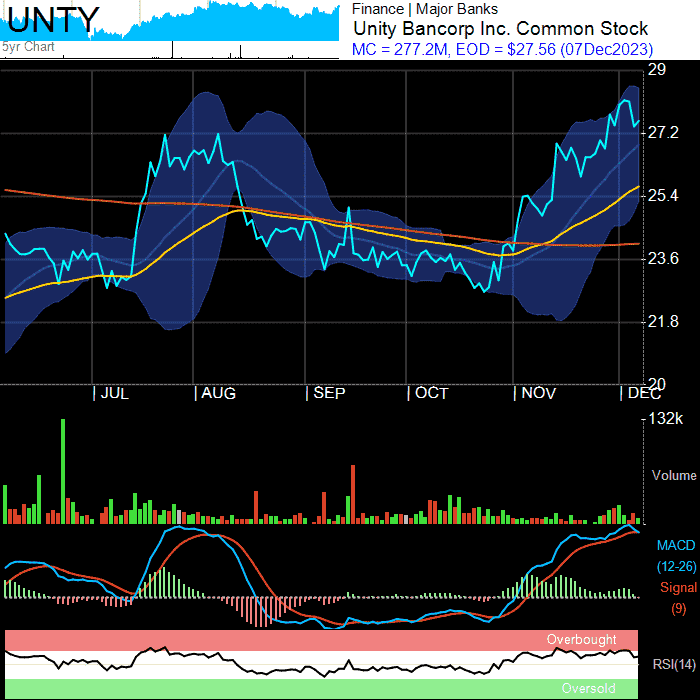 UNTY
5yr Chart
Finance | Major Banks
Unity Bancorp Inc. Common Stock
MC = 277.2M, EOD = $27.56 (07Dec2023)
29
27.2
25.4
23.6
21.8
20
JUL
AUG
SEP
OCT
NOV
DEC
132k
Volume
MACD
(12-26)
Signal
(9)
Overbought
RSI(14)
Oversold